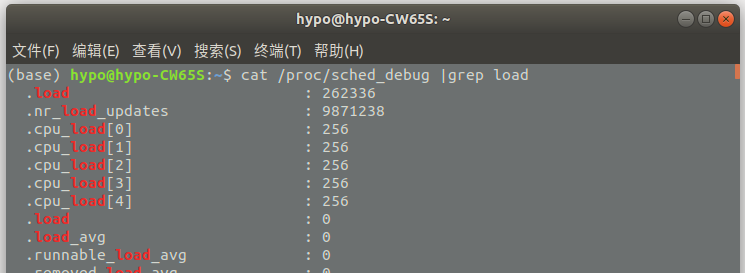 hypo@hypo-CW65S: ~
文件(F) 编辑(E) 查看(V) 搜索(S) 终端(T) 帮助(H)
(base) hypo@hypo-CW65S:~$ cat /proc/sched_debug |grep load
.load : 262336
.nr_load_updates : 9871238
.cpu_load[0] : 256
.cpu_load[1] : 256
.cpu_load[2] : 256
.cpu_load[3] : 256
.cpu_load[4] : 256
.load : 0
.load_avg : 0
.runnable_load_avg : 0
.removed.load_avg : 0